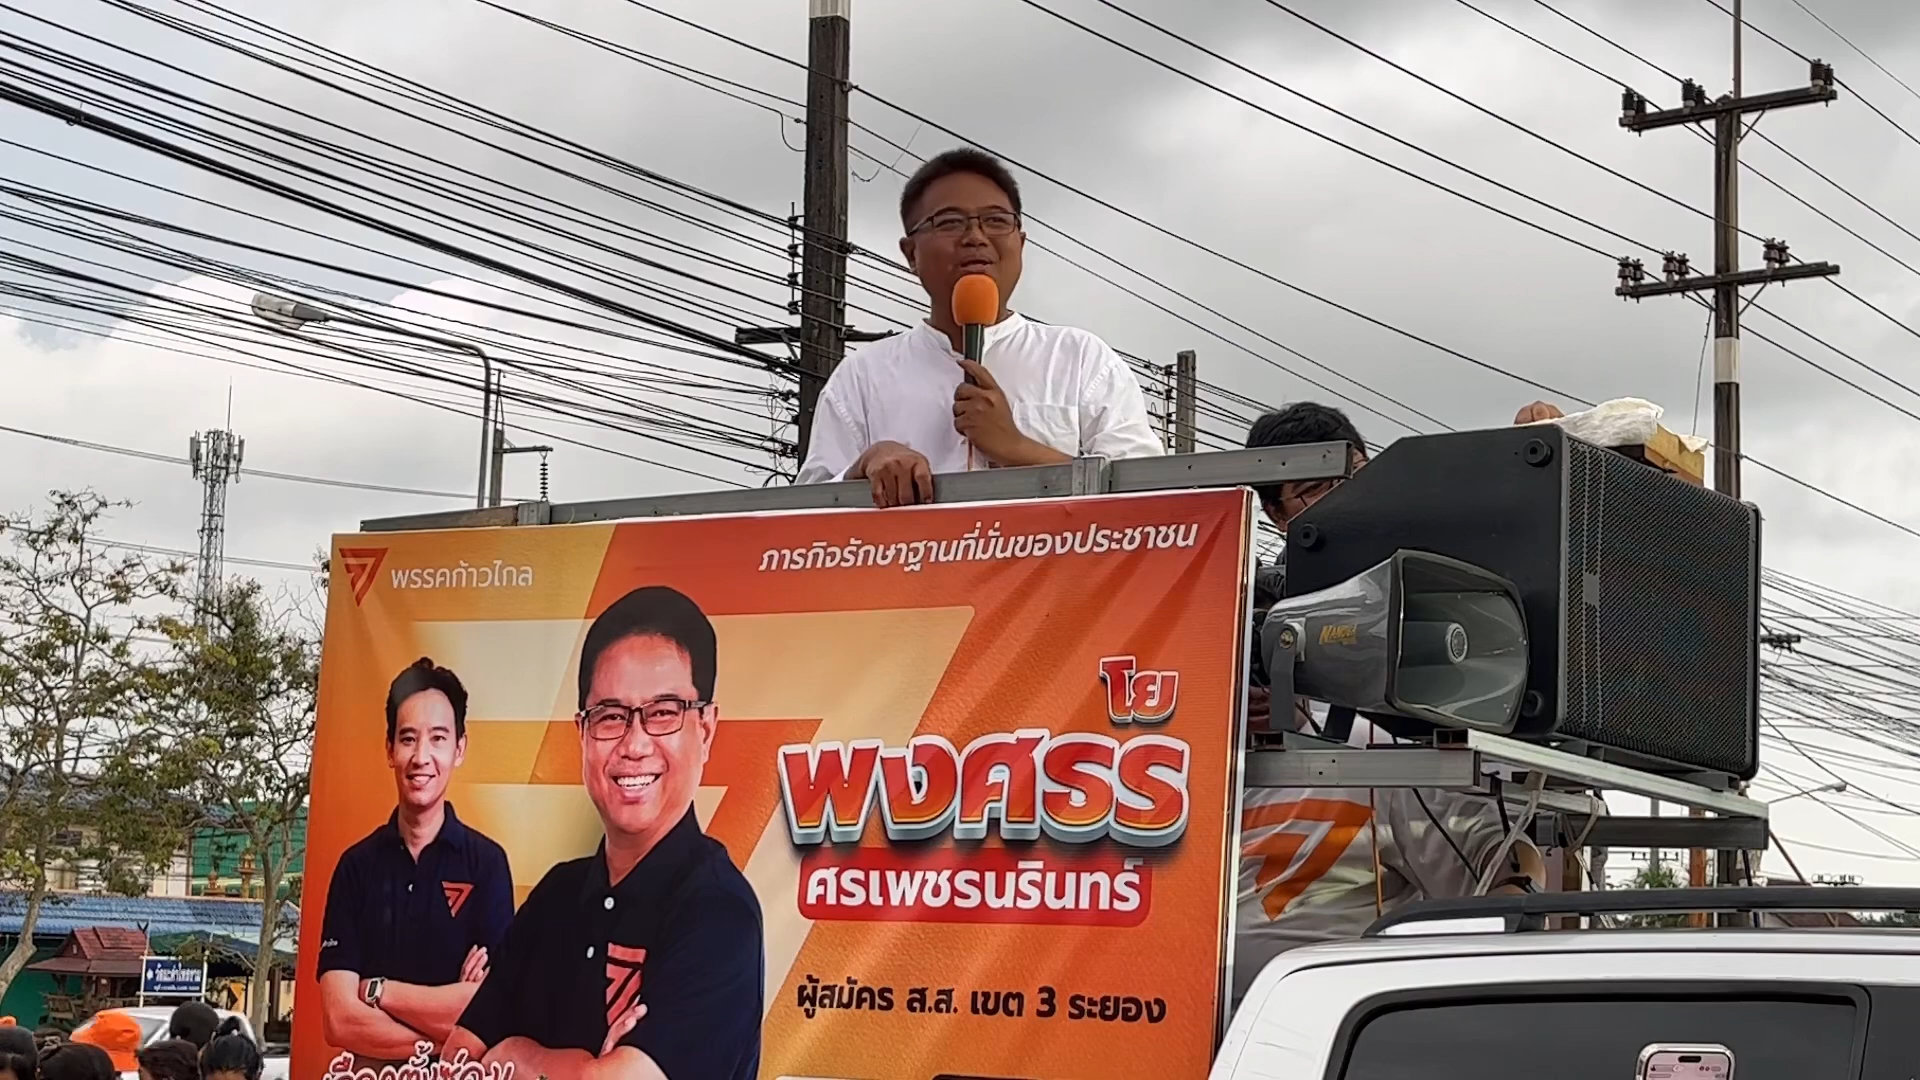 พรรคก้าวไกล
ภารกิจรักษาฐานที่มั่นของประชาชน
โย
พงศธร
ศรเพชรนรินทร์
ผู้สมัคร ส.ส. เขต 3 ระยอง